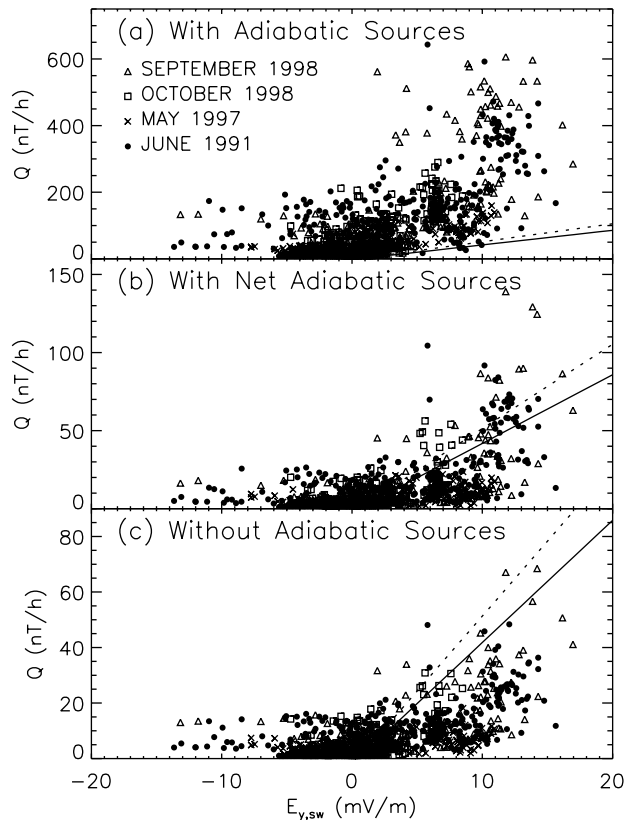 (a) With Adiabatic Sources
△ SEPTEMBER 1998
□ OCTOBER 1998
× MAY 1997
● JUNE 1991
600
400
200
0
Q (nT/h)
(b) With Net Adiabatic Sources
150
100
50
0
Q (nT/h)
(c) Without Adiabatic Sources
80
60
40
20
0
Q (nT/h)
−20 −10 0 10 20
E_y,sw (mV/m)